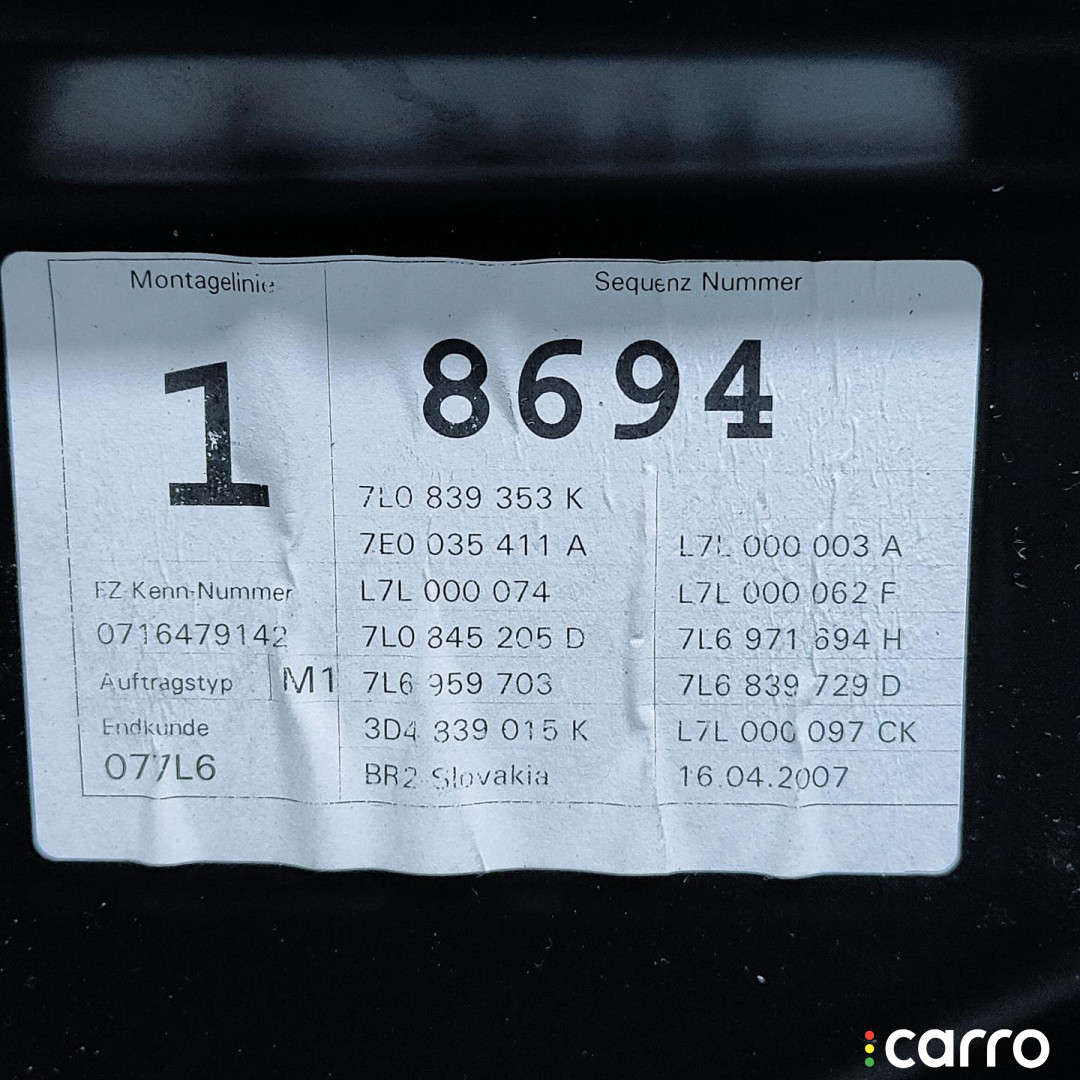 Montagelinie
Sequenz Nummer
1
8694
7L0 839 353 K
7E0 035 411 A
L7L 000 003 A
FZ-Kenn-Nummer
L7L 000 074
L7L 000 062 F
0716479142
7L0 845 205 D
7L6 971 694 H
Auftragstyp
M1
7L6 959 703
7L6 839 729 D
Endkunde
3D4 839 015 K
L7L 000 097 CK
077L6
BR2-Slovakia
16.04.2007
carro